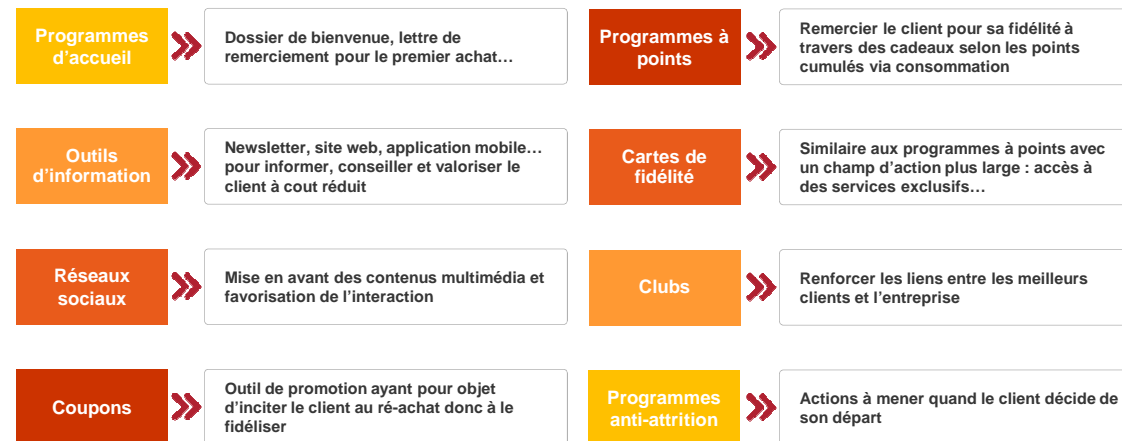 Programmes
d’accueil
Dossier de bienvenue, lettre de
remerciement pour le premier achat…
Programmes à
points
Remercier le client pour sa fidélité à
travers des cadeaux selon les points
cumulés via consommation
Outils
d’information
Newsletter, site web, application mobile…
pour informer, conseiller et valoriser le
client à cout réduit
Cartes de
fidélité
Similaire aux programmes à points avec
un champ d’action plus large : accès à
des services exclusifs…
Réseaux
sociaux
Mise en avant des contenus multimédia et
favorisation de l’interaction
Clubs
Renforcer les liens entre les meilleurs
clients et l’entreprise
Coupons
Outil de promotion ayant pour objet
d’inciter le client au ré-achat donc à le
fidéliser
Programmes
anti-attrition
Actions à mener quand le client décide de
son départ